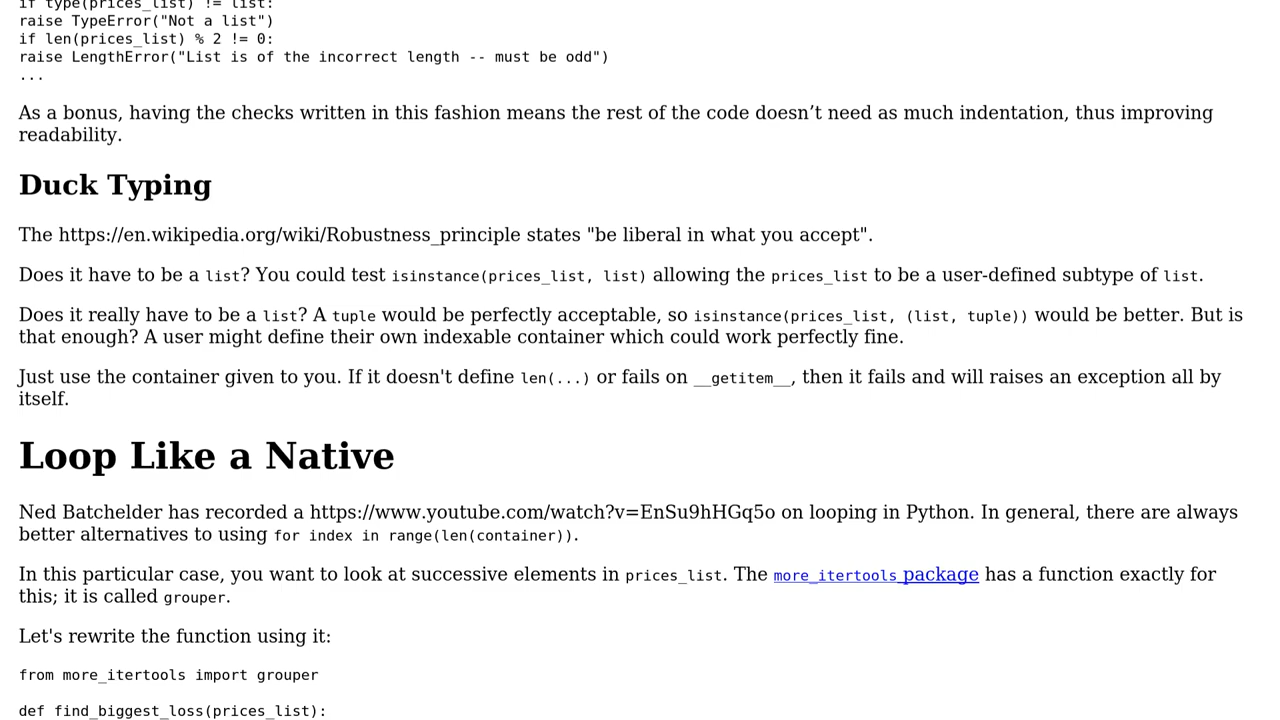 if type(prices_list) != list:
raise TypeError("Not a list")
if len(prices_list) % 2 != 0:
raise LengthError("List is of the incorrect length -- must be odd")
...
As a bonus, having the checks written in this fashion means the rest of the code doesn’t need as much indentation, thus improving
readability.
Duck Typing
The https://en.wikipedia.org/wiki/Robustness_principle states "be liberal in what you accept".
Does it have to be a list? You could test isinstance(prices_list, list) allowing the prices_list to be a user-defined subtype of list.
Does it really have to be a list? A tuple would be perfectly acceptable, so isinstance(prices_list, (list, tuple)) would be better. But is
that enough? A user might define their own indexable container which could work perfectly fine.
Just use the container given to you. If it doesn't define len(...) or fails on __getitem__, then it fails and will raises an exception all by
itself.
Loop Like a Native
Ned Batchelder has recorded a https://www.youtube.com/watch?v=EnSu9hHGq5o on looping in Python. In general, there are always
better alternatives to using for index in range(len(container)).
In this particular case, you want to look at successive elements in prices_list. The more_itertools package has a function exactly for
this; it is called grouper.
Let's rewrite the function using it:
from more_itertools import grouper
def find_biggest_loss(prices_list):